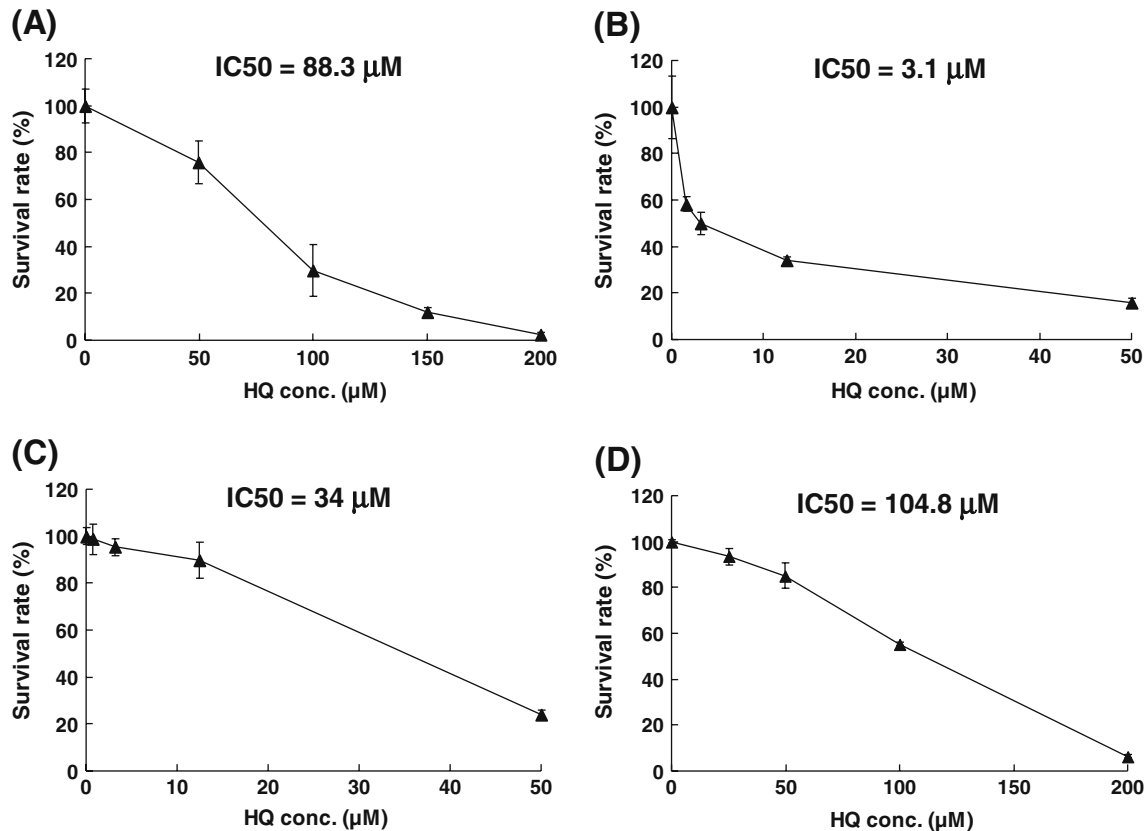 (A)
IC50 = 88.3 µM
Survival rate (%)
120
100
80
60
40
20
0
0 50 100 150 200
HQ conc. (µM)
(B)
IC50 = 3.1 µM
Survival rate (%)
120
100
80
60
40
20
0
0 10 20 30 40 50
HQ conc. (µM)
(C)
IC50 = 34 µM
Survival rate (%)
120
100
80
60
40
20
0
0 10 20 30 40 50
HQ conc. (µM)
(D)
IC50 = 104.8 µM
Survival rate (%)
120
100
80
60
40
20
0
0 50 100 150 200
HQ conc. (µM)